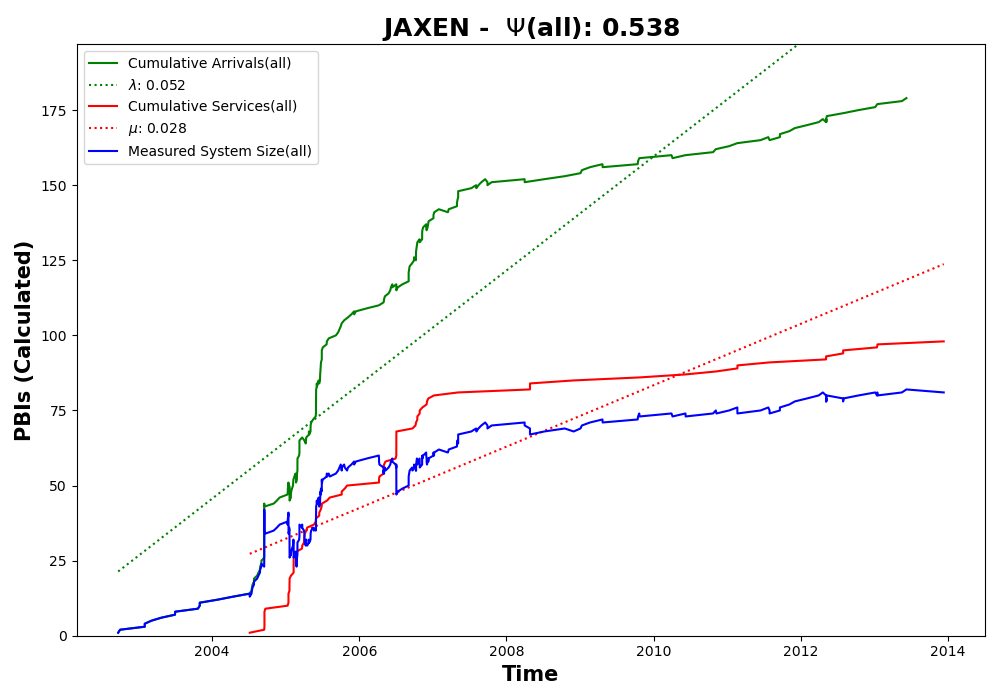 JAXEN - Ψ(all): 0.538
Cumulative Arrivals(all)
λ: 0.052
Cumulative Services(all)
μ: 0.028
Measured System Size(all)
PBIs (Calculated)
175
150
125
100
75
50
25
0
2004 2006 2008 2010 2012 2014
Time